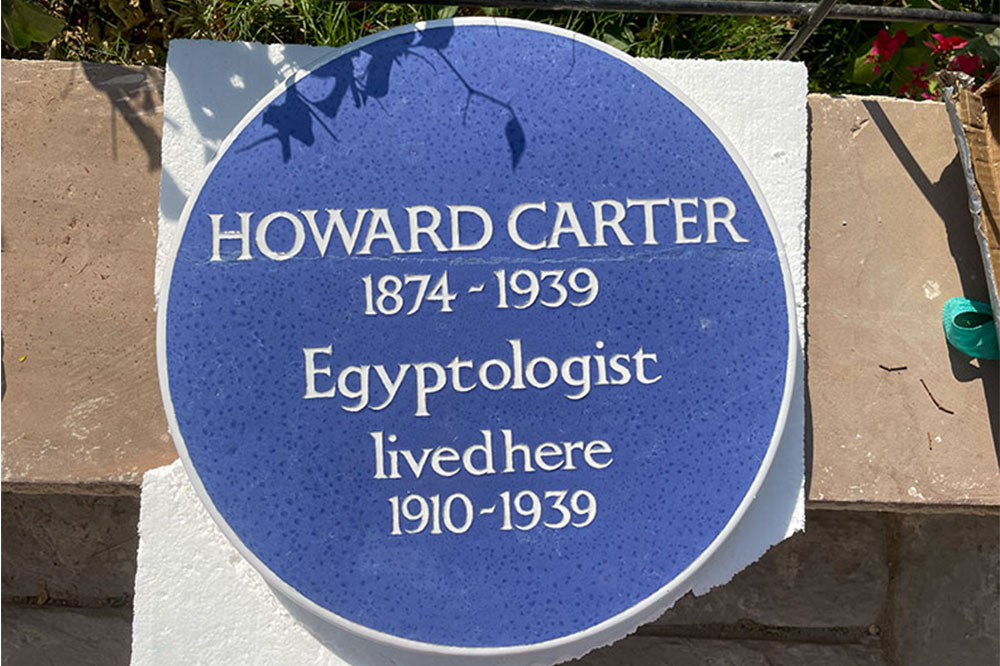 HOWARD CARTER
1874 - 1939
Egyptologist
lived here
1910 - 1939